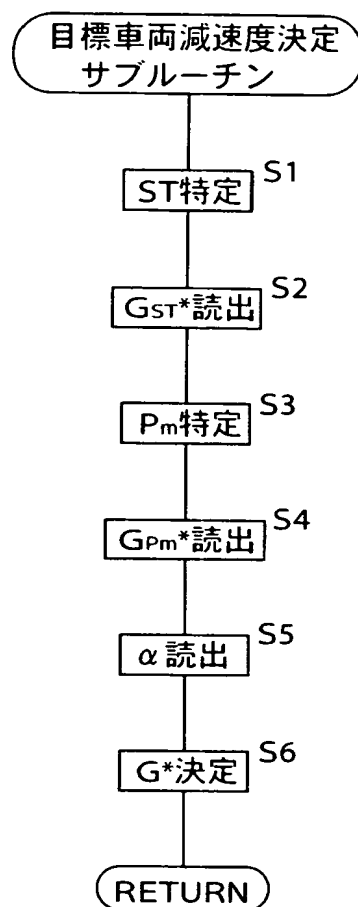 目標車両減速度決定
サブルーチン
ST特定 S1
GST*読出 S2
Pm特定 S3
GPm*読出 S4
α読出 S5
G*決定 S6
RETURN